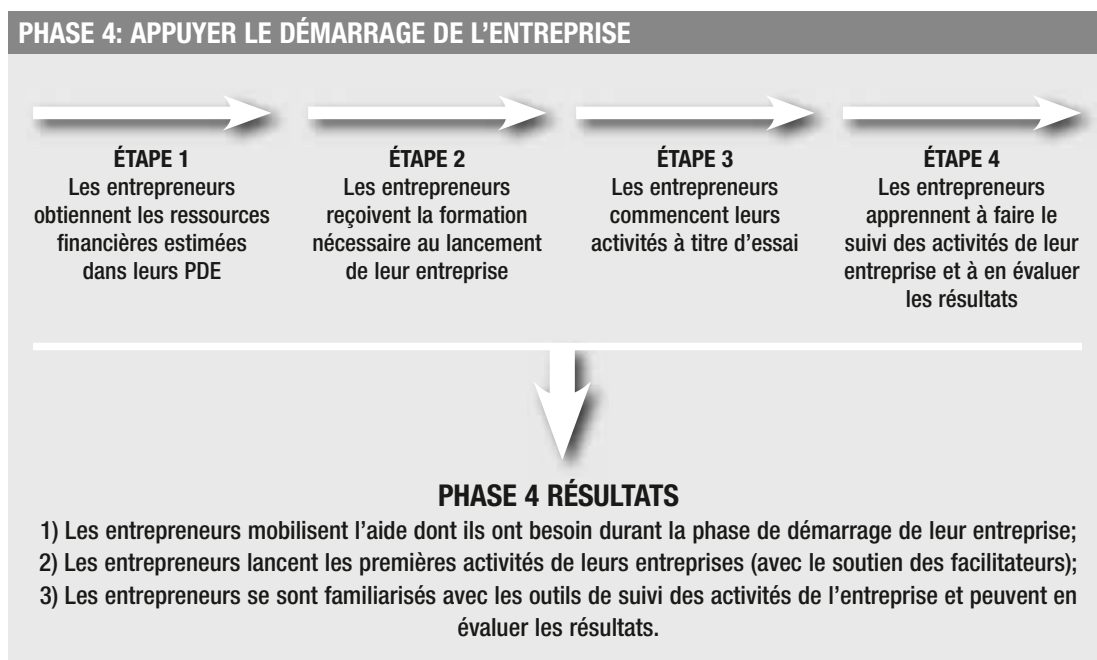 PHASE 4: APPUYER LE DÉMARRAGE DE L'ENTREPRISE
ÉTAPE 1
Les entrepreneurs
obtiennent les ressources
financières estimées
dans leurs PDE
ÉTAPE 2
Les entrepreneurs
reçoivent la formation
nécessaire au lancement
de leur entreprise
ÉTAPE 3
Les entrepreneurs
commencent leurs
activités à titre d'essai
ÉTAPE 4
Les entrepreneurs
apprennent à faire le
suivi des activités de leur
entreprise et à en évaluer
les résultats
PHASE 4 RÉSULTATS
1) Les entrepreneurs mobilisent l'aide dont ils ont besoin durant la phase de démarrage de leur entreprise;
2) Les entrepreneurs lancent les premières activités de leurs entreprises (avec le soutien des facilitateurs);
3) Les entrepreneurs se sont familiarisés avec les outils de suivi des activités de l'entreprise et peuvent en
évaluer les résultats.